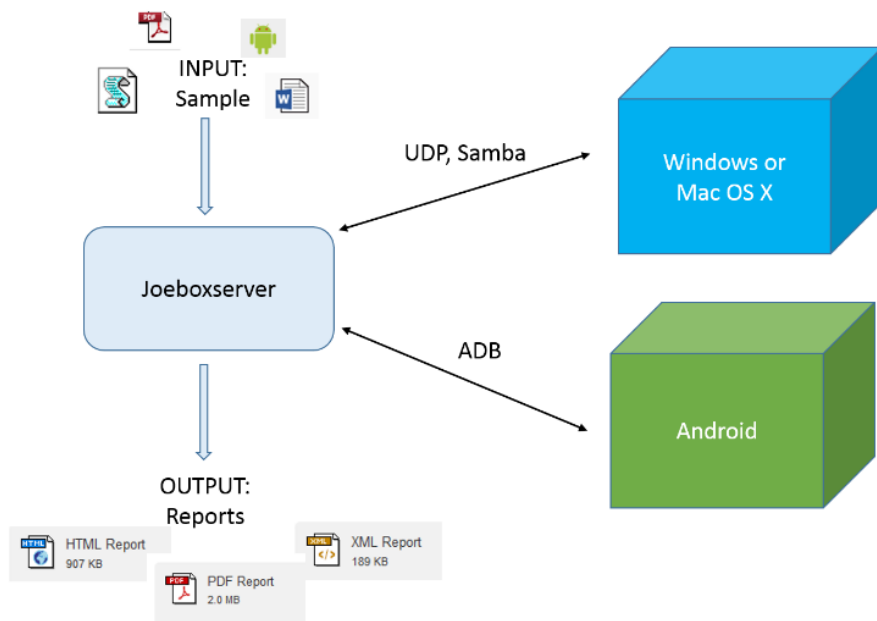 PDF
INPUT:
Sample
W
UDP, Samba
Windows or
Mac OS X
Joeboxserver
ADB
Android
OUTPUT:
Reports
HTML
HTML Report
907 KB
XML
XML Report
189 KB
PDF
PDF Report
2.0 MB